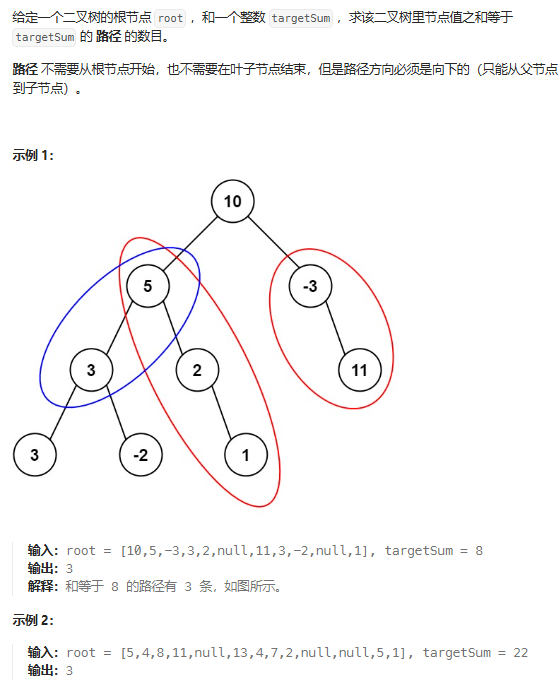 给定一个二叉树的根节点 root ，和一个整数 targetSum ，求该二叉树里节点值之和等于
targetSum 的 路径 的数目。
路径 不需要从根节点开始，也不需要在叶子节点结束，但是路径方向必须是向下的（只能从父节点
到子节点）。
示例 1：
10
5
-3
3
2
11
3
-2
1
输入：root = [10,5,-3,3,2,null,11,3,-2,null,1], targetSum = 8
输出：3
解释：和等于 8 的路径有 3 条，如图所示。
示例 2：
输入：root = [5,4,8,11,null,13,4,7,2,null,null,5,1], targetSum = 22
输出：3